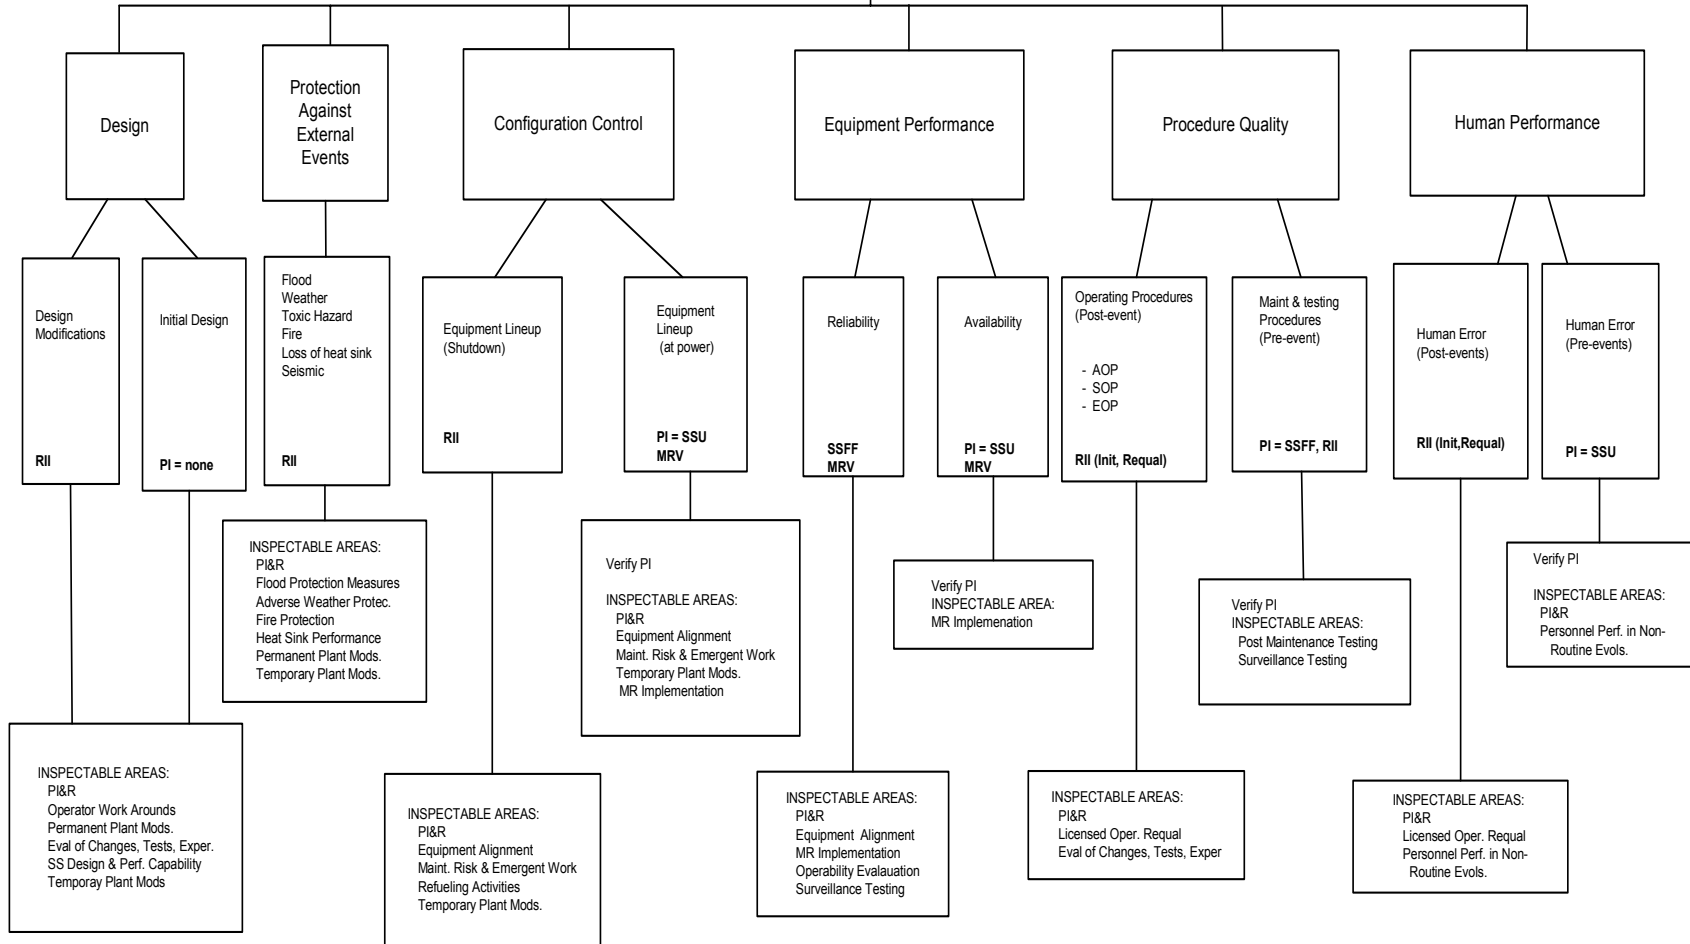 Design
Protection
Against
External
Events
Configuration Control
Equipment Performance
Procedure Quality
Human Performance
Design
Modifications
RII
Initial Design
PI = none
Flood
Weather
Toxic Hazard
Fire
Loss of heat sink
Seismic
RII
Equipment Lineup
(Shutdown)
RII
Equipment
Lineup
(at power)
PI = SSU
MRV
Reliability
SSFF
MRV
Availability
PI = SSU
MRV
Operating Procedures
(Post-event)
- AOP
- SOP
- EOP
RII (Init, Requal)
Maint & testing
Procedures
(Pre-event)
PI = SSFF, RII
Human Error
(Post-events)
RII (Init,Requal)
Human Error
(Pre-events)
PI = SSU
INSPECTABLE AREAS:
PI&R
Operator Work Arounds
Permanent Plant Mods.
Eval of Changes, Tests, Exper.
SS Design & Perf. Capability
Temporay Plant Mods
INSPECTABLE AREAS:
PI&R
Flood Protection Measures
Adverse Weather Protec.
Fire Protection
Heat Sink Performance
Permanent Plant Mods.
Temporary Plant Mods.
INSPECTABLE AREAS:
PI&R
Equipment Alignment
Maint. Risk & Emergent Work
Refueling Activities
Temporary Plant Mods.
Verify PI
INSPECTABLE AREAS:
PI&R
Equipment Alignment
Maint. Risk & Emergent Work
Temporary Plant Mods.
MR Implementation
INSPECTABLE AREAS:
PI&R
Equipment Alignment
MR Implementation
Operability Evalauation
Surveillance Testing
Verify PI
INSPECTABLE AREA:
MR Implemenation
INSPECTABLE AREAS:
PI&R
Licensed Oper. Requal
Eval of Changes, Tests, Exper
Verify PI
INSPECTABLE AREAS:
Post Maintenance Testing
Surveillance Testing
INSPECTABLE AREAS:
PI&R
Licensed Oper. Requal
Personnel Perf. in Non-
Routine Evols.
Verify PI
INSPECTABLE AREAS:
PI&R
Personnel Perf. in Non-
Routine Evols.